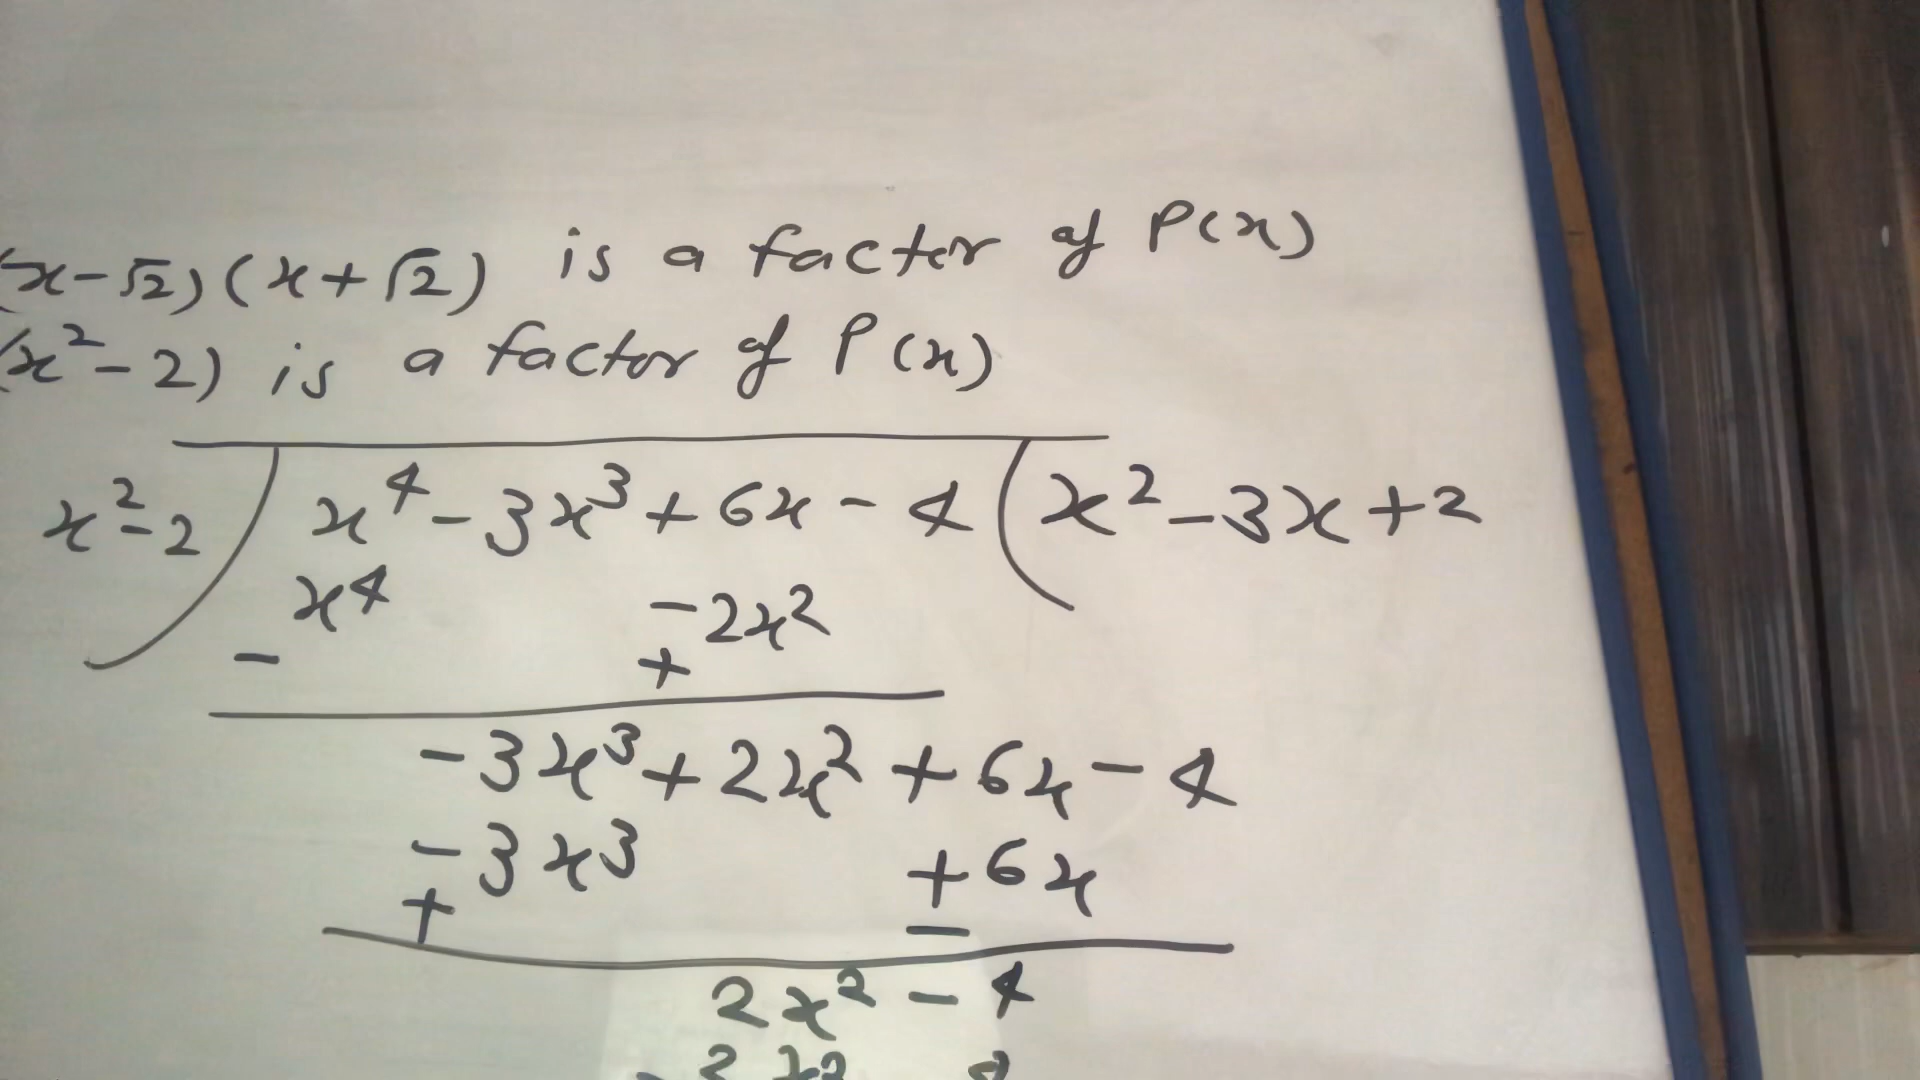 (x-√2)(x+√2) is a factor of P(x)
(x²-2) is a factor of P(x)
x²-2) x⁴-3x³+6x-4 (x²-3x+2
x⁴ -2x²
- +
-3x³+2x²+6x-4
-3x³ +6x
+ -
2x²-4